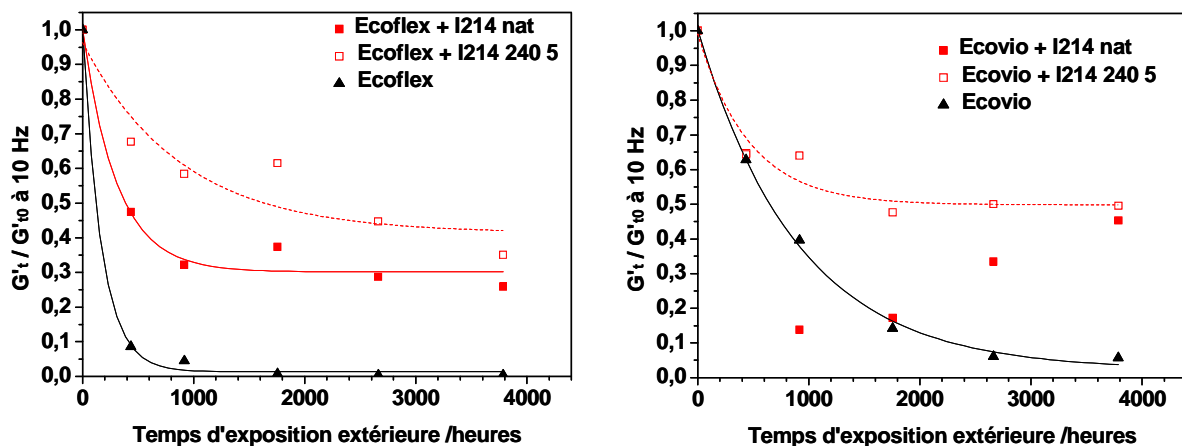 Ecoflex + I214 nat
Ecoflex + I214 240 5
Ecoflex
G't / G't0 à 10 Hz
1,0
0,9
0,8
0,7
0,6
0,5
0,4
0,3
0,2
0,1
0,0
0 1000 2000 3000 4000
Temps d'exposition extérieure /heures
Ecovio + I214 nat
Ecovio + I214 240 5
Ecovio
G't / G't0 à 10 Hz
1,0
0,9
0,8
0,7
0,6
0,5
0,4
0,3
0,2
0,1
0,0
0 1000 2000 3000 4000
Temps d'exposition extérieure /heures